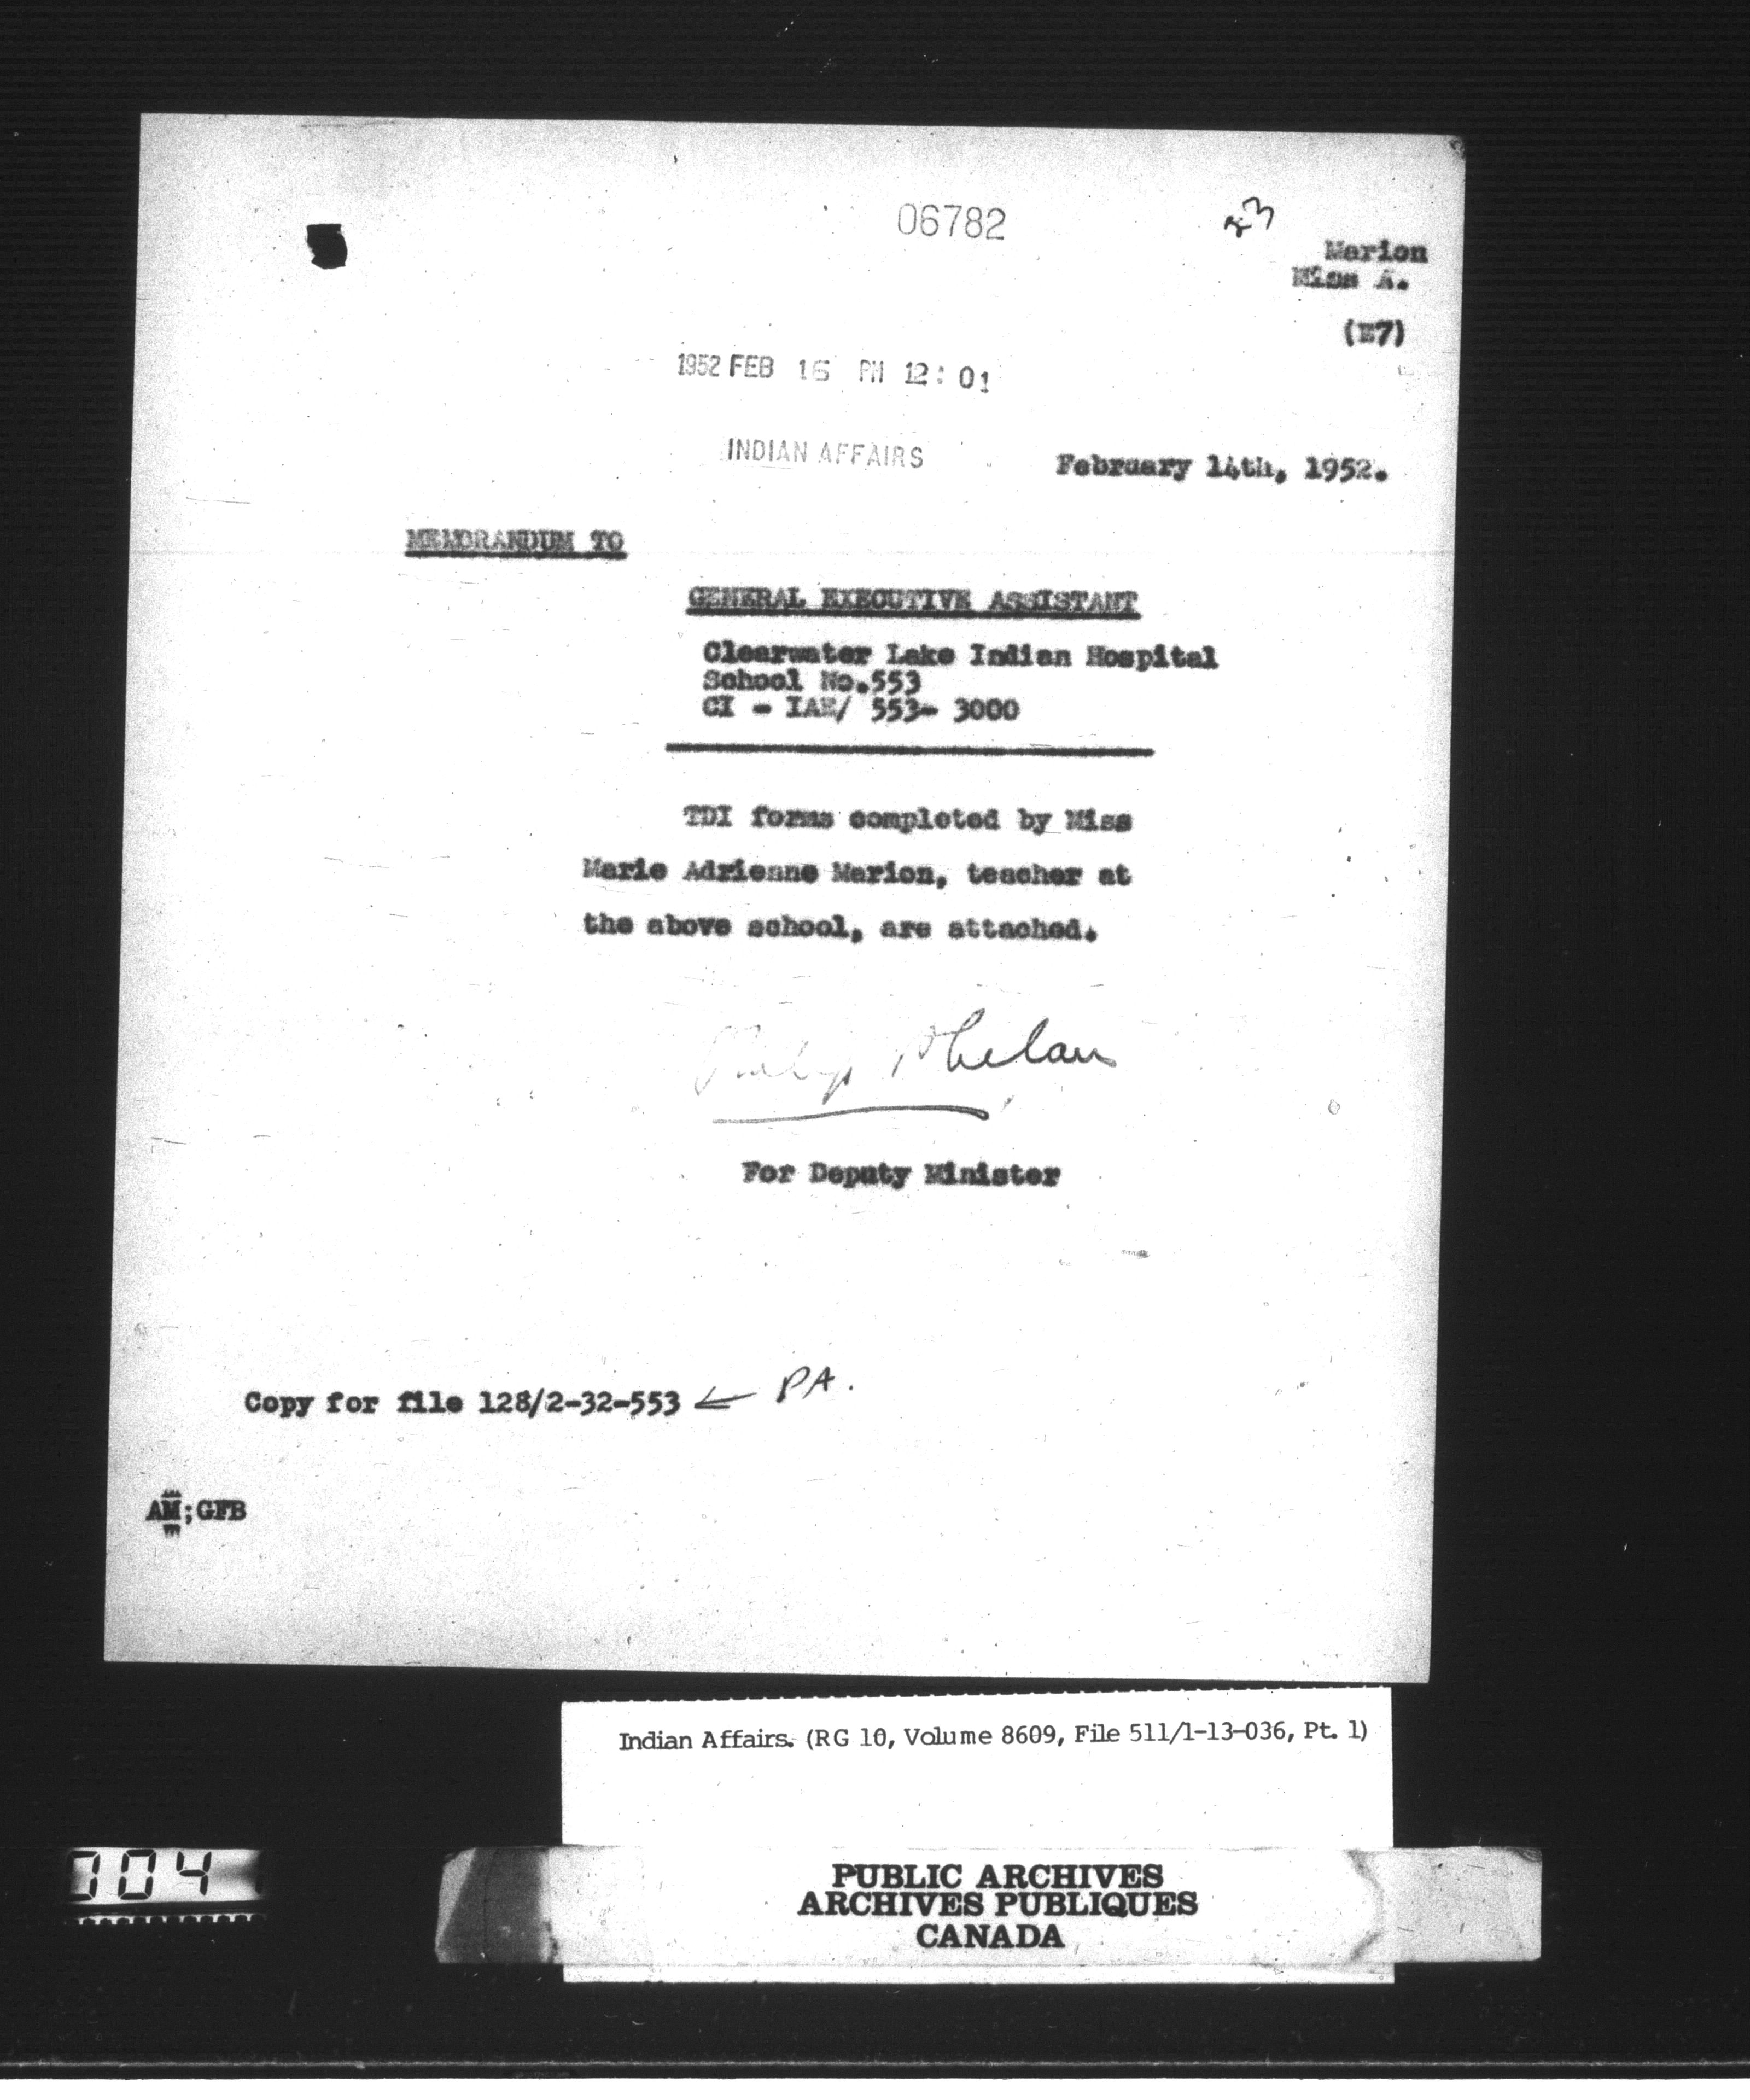 06782
Marion
Miss A.
(E7)
1952 FEB 16 PM 12:01
INDIAN AFFAIRS
February 14th, 1952.
MEMORANDUM TO
GENERAL EXECUTIVE ASSISTANT
Clearwater Lake Indian Hospital
School No.553
CI - IAE/ 553- 3000
TDI forms completed by Miss
Marie Adrienne Marion, teacher at
the above school, are attached.
Philip Phelan
For Deputy Minister
Copy for file 128/2-32-553 ← PA.
AM;GFB
Indian Affairs. (RG 10, Volume 8609, File 511/1-13-036, Pt. 1)
004
PUBLIC ARCHIVES
ARCHIVES PUBLIQUES
CANADA